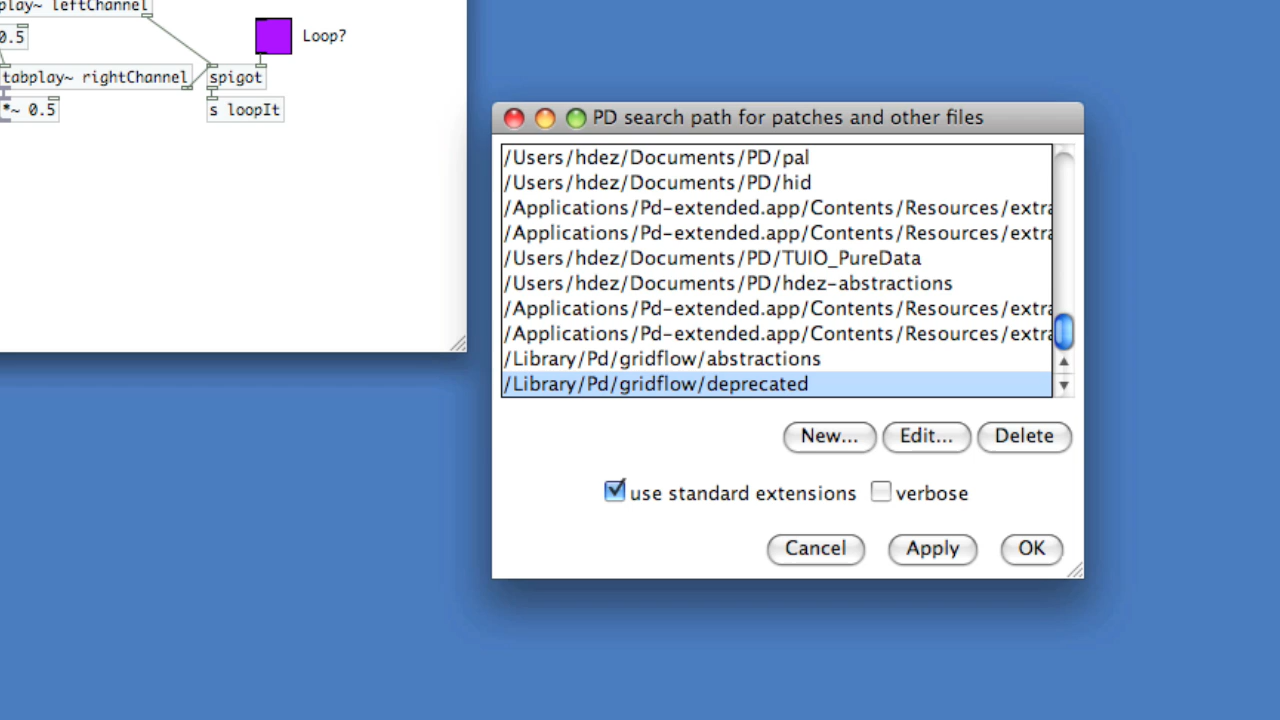 play~ leftChannel
0.5
Loop?
tabplay~ rightChannel
spigot
*~ 0.5
s loopIt
PD search path for patches and other files
/Users/hdez/Documents/PD/pal
/Users/hdez/Documents/PD/hid
/Applications/Pd-extended.app/Contents/Resources/extra
/Applications/Pd-extended.app/Contents/Resources/extra
/Users/hdez/Documents/PD/TUIO_PureData
/Users/hdez/Documents/PD/hdez-abstractions
/Applications/Pd-extended.app/Contents/Resources/extra
/Applications/Pd-extended.app/Contents/Resources/extra
/Library/Pd/gridflow/abstractions
/Library/Pd/gridflow/deprecated
New... Edit... Delete
use standard extensions verbose
Cancel Apply OK